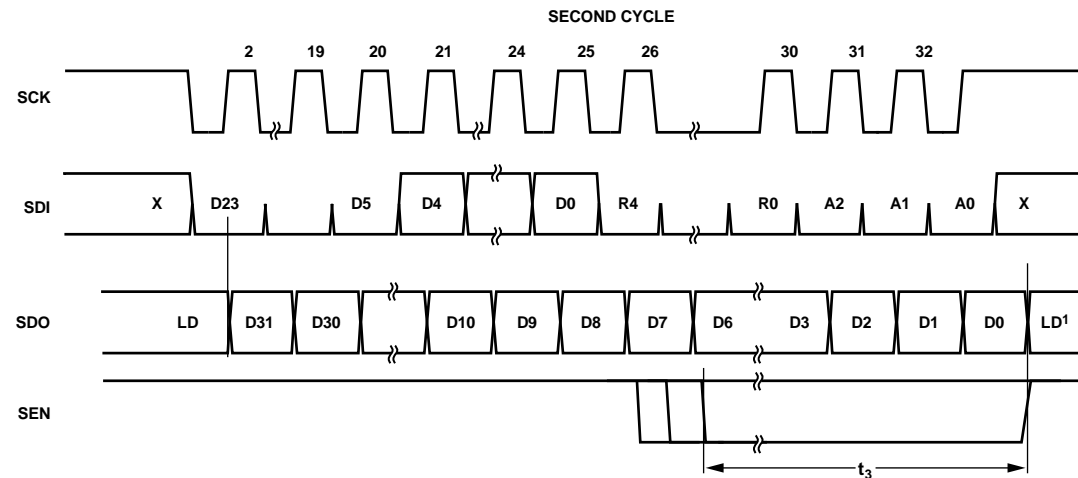 SECOND CYCLE
2 19 20 21 24 25 26 30 31 32
SCK
SDI X D23 D5 D4 D0 R4 R0 A2 A1 A0 X
SDO LD D31 D30 D10 D9 D8 D7 D6 D3 D2 D1 D0 LD¹
SEN
t₃